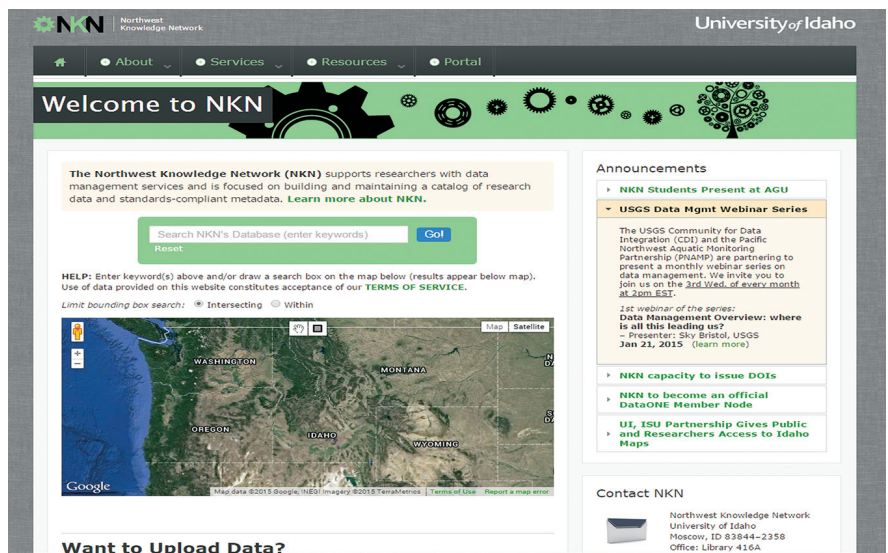 NKN Northwest Knowledge Network
University of Idaho
About Services Resources Portal
Welcome to NKN
The Northwest Knowledge Network (NKN) supports researchers with data
management services and is focused on building and maintaining a catalog of research
data and standards-compliant metadata. Learn more about NKN.
Search NKN's Database (enter keywords) Go!
Reset
HELP: Enter keyword(s) above and/or draw a search box on the map below (results appear below map).
Use of data provided on this website constitutes acceptance of our TERMS OF SERVICE.
Limit bounding box search: Intersecting Within
Map Satellite
+
−
WASHINGTON
MONTANA
OREGON
IDAHO
WYOMING
N
DA
S
DA
Google
Map data ©2015 Google, INEGI Imagery ©2015 TerraMetrics Terms of Use Report a map error
Want to Upload Data?
Announcements
NKN Students Present at AGU
USGS Data Mgmt Webinar Series
The USGS Community for Data
Integration (CDI) and the Pacific
Northwest Aquatic Monitoring
Partnership (PNAMP) are partnering to
present a monthly webinar series on
data management. We invite you to
join us on the 3rd Wed. of every month
at 2pm EST.
1st webinar of the series:
Data Management Overview: where
is all this leading us?
– Presenter: Sky Bristol, USGS
Jan 21, 2015 (learn more)
NKN capacity to issue DOIs
NKN to become an official
DataONE Member Node
UI, ISU Partnership Gives Public
and Researchers Access to Idaho
Maps
Contact NKN
Northwest Knowledge Network
University of Idaho
Moscow, ID 83844-2358
Office: Library 416A